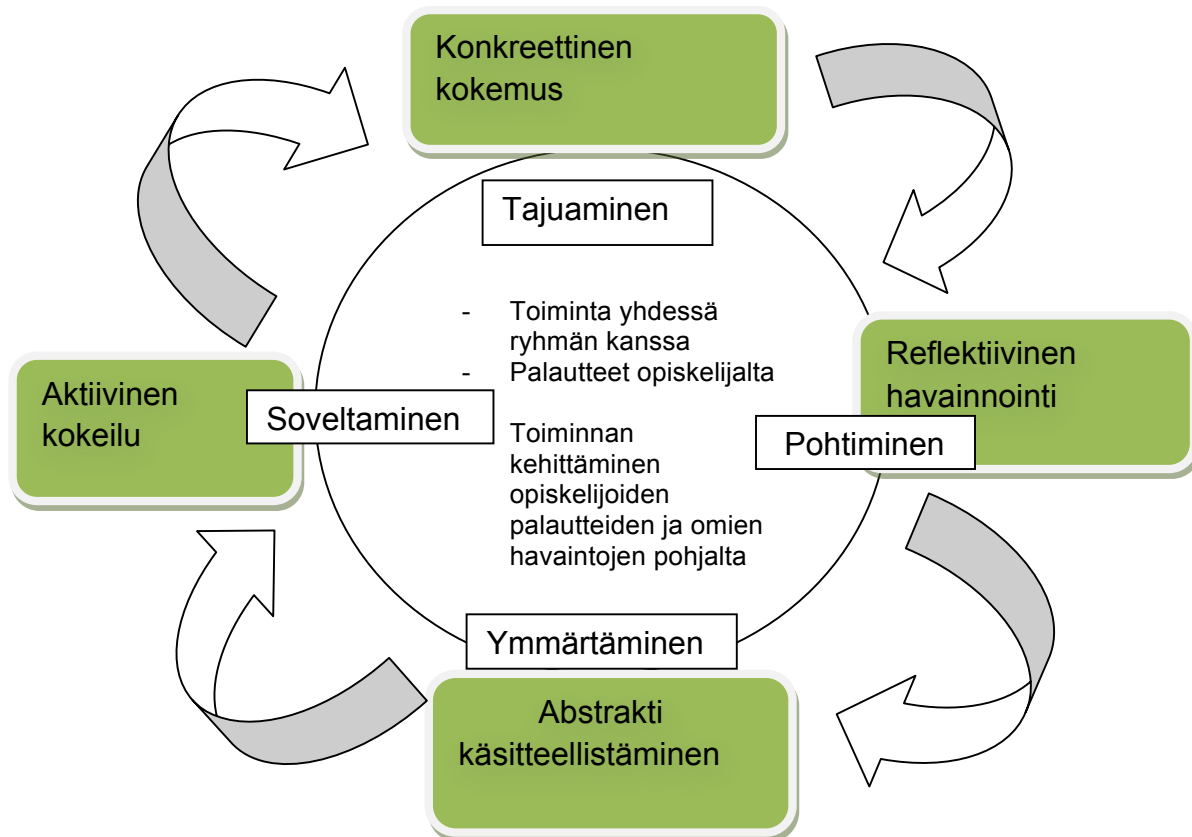 Konkreettinen
kokemus
Tajuaminen
- Toiminta yhdessä
ryhmän kanssa
- Palautteet opiskelijalta
Toiminnan
kehittäminen
opiskelijoiden
palautteiden ja omien
havaintojen pohjalta
Reflektiivinen
havainnointi
Pohtiminen
Aktiivinen
kokeilu
Soveltaminen
Ymmärtäminen
Abstrakti
käsitteellistäminen